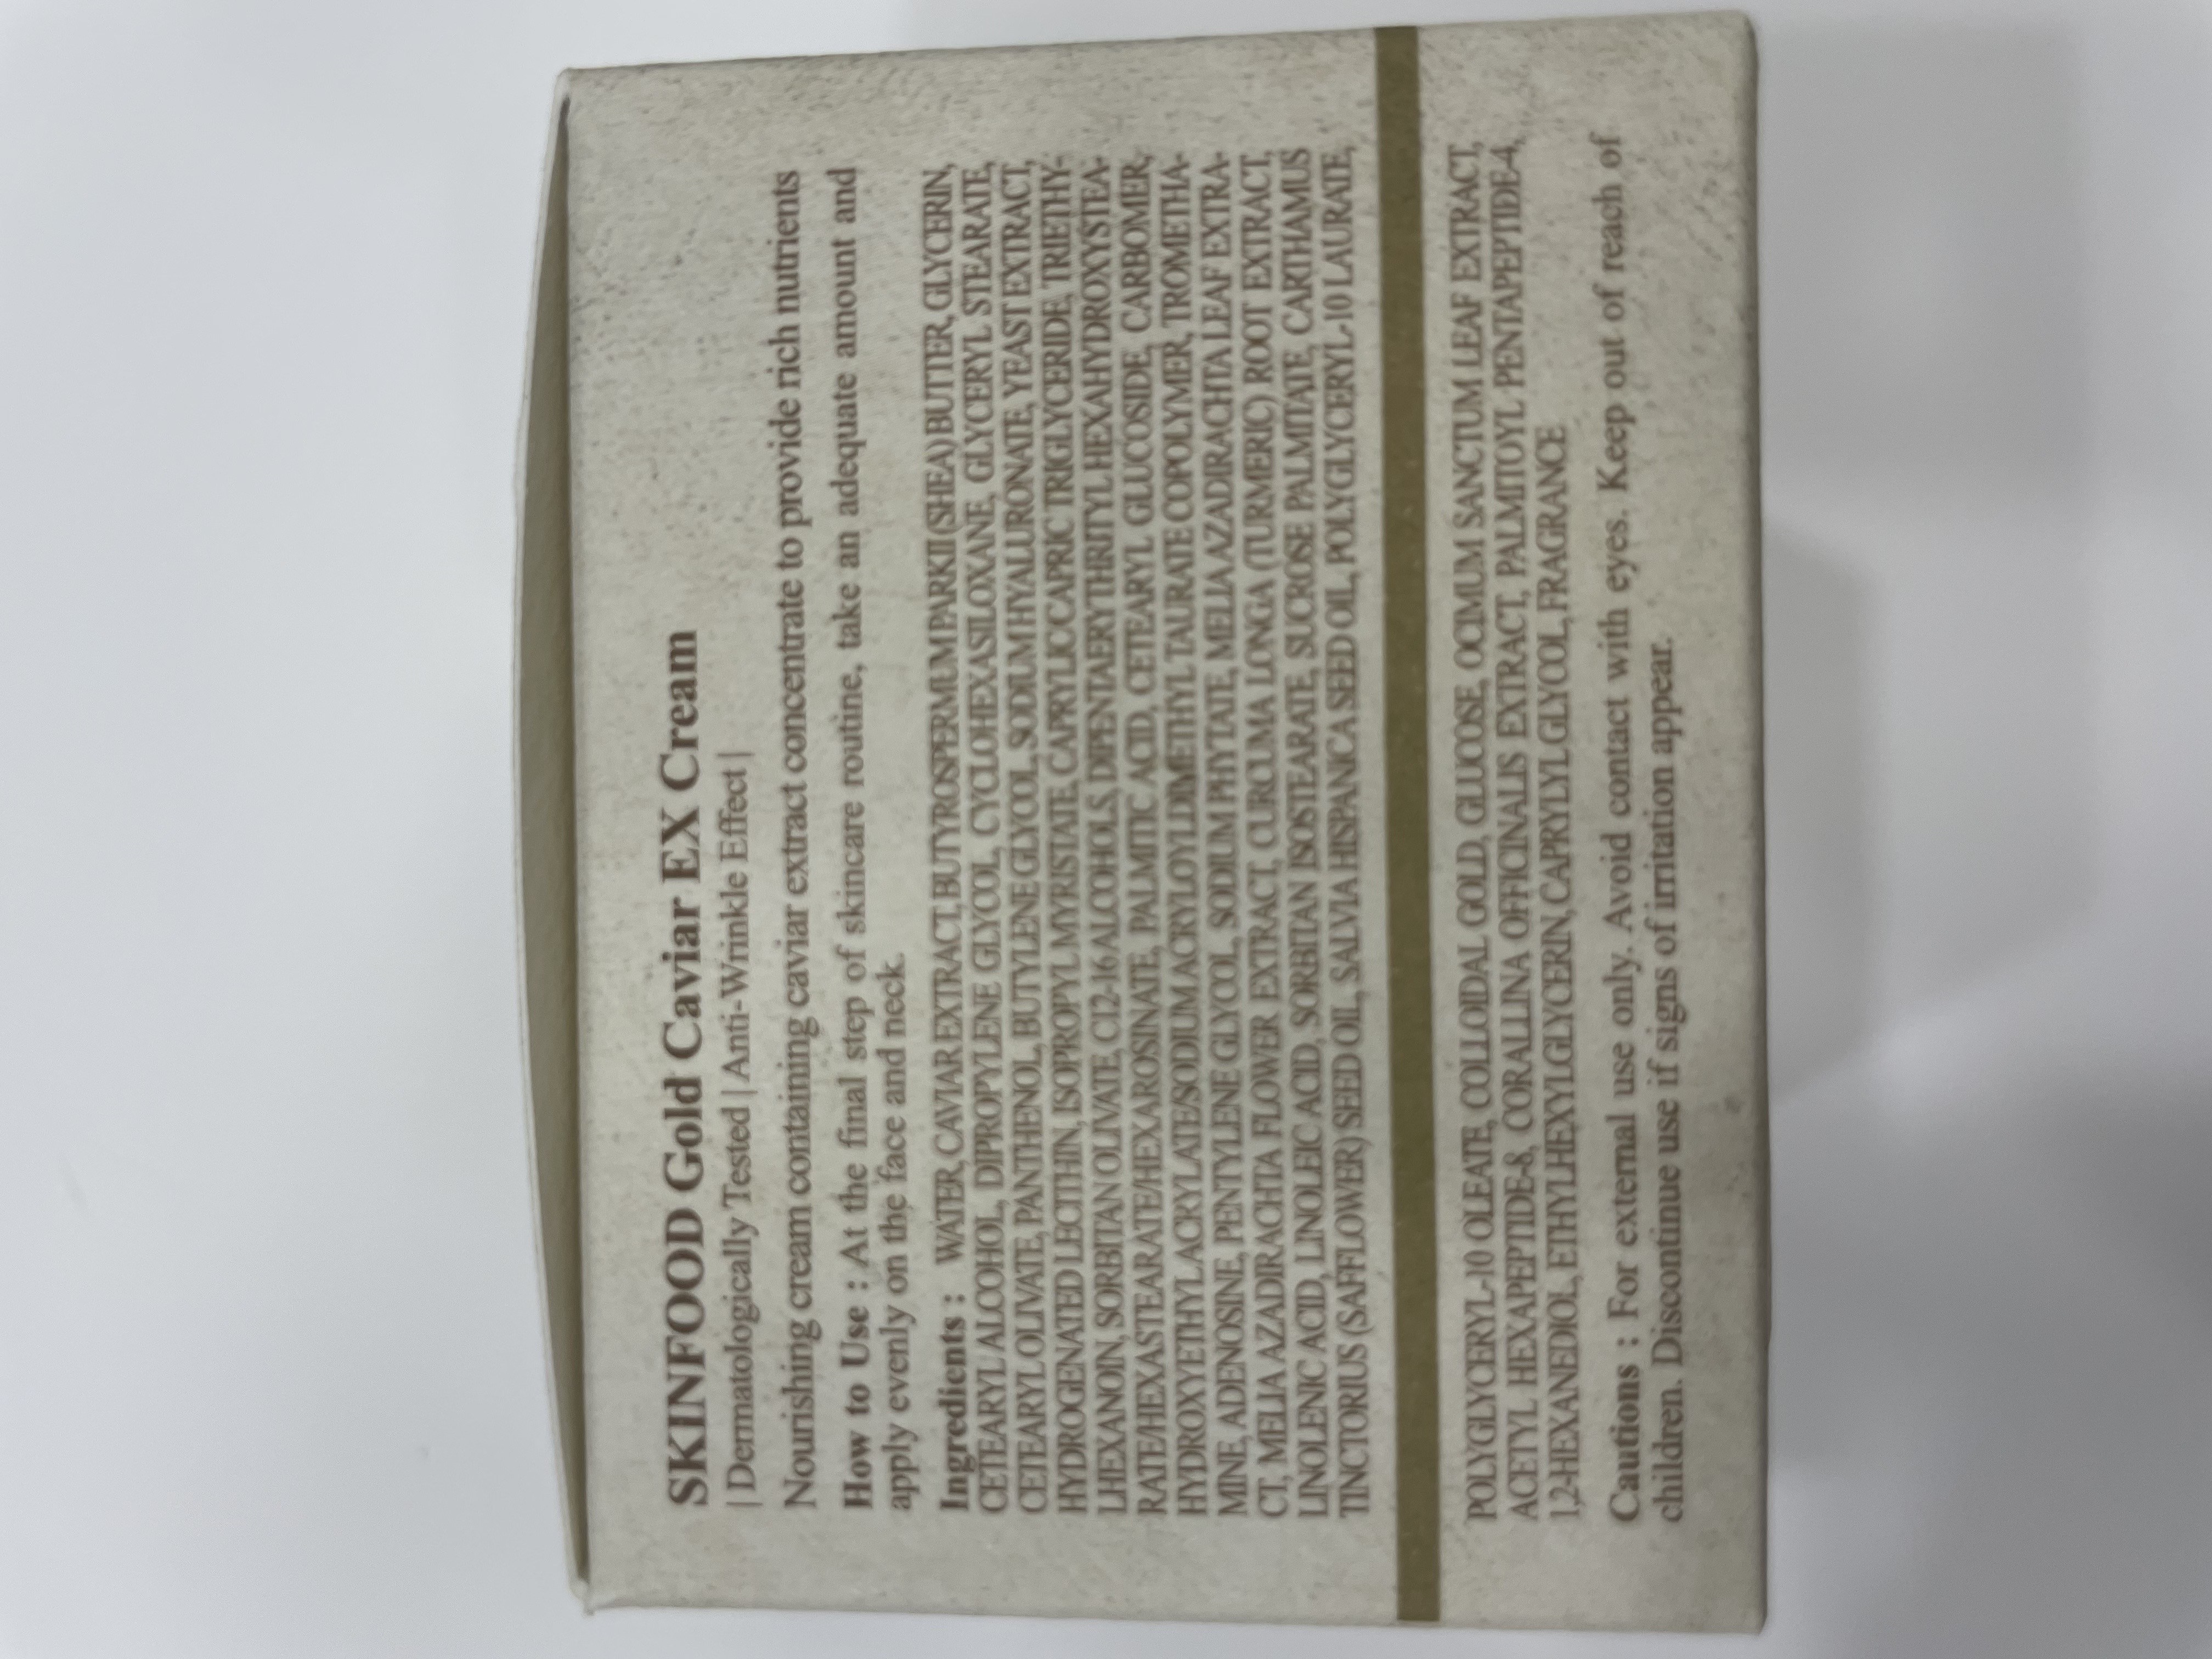 SKINFOOD Gold Caviar EX Cream
| Dermatologically Tested | Anti-Wrinkle Effect |
Nourishing cream containing caviar extract concentrate to provide rich nutrients
How to Use : At the final step of skincare routine, take an adequate amount and
apply evenly on the face and neck.
Ingredients : WATER, CAVIAR EXTRACT, BUTYROSPERMUM PARKII (SHEA) BUTTER, GLYCERIN,
CETEARYL ALCOHOL, DIPROPYLENE GLYCOL, CYCLOHEXASILOXANE, GLYCERYL STEARATE,
CETEARYL OLIVATE, PANTHENOL, BUTYLENE GLYCOL, SODIUM HYALURONATE, YEAST EXTRACT,
HYDROGENATED LECITHIN, ISOPROPYL MYRISTATE, CAPRYLIC/CAPRIC TRIGLYCERIDE, TRIETHY-
LHEXANOIN, SORBITAN OLIVATE, C12-16 ALCOHOLS, DIPENTAERYTHRITYL HEXAHYDROXYSTEA-
RATE/HEXASTEARATE/HEXAROSINATE, PALMITIC ACID, CETEARYL GLUCOSIDE, CARBOMER,
HYDROXYETHYL ACRYLATE/SODIUM ACRYLOYLDIMETHYL TAURATE COPOLYMER, TROMETHA-
MINE, ADENOSINE, PENTYLENE GLYCOL, SODIUM PHYTATE, MELIA AZADIRACHTA LEAF EXTRA-
CT, MELIA AZADIRACHTA FLOWER EXTRACT, CURCUMA LONGA (TURMERIC) ROOT EXTRACT,
LINOLENIC ACID, LINOLEIC ACID, SORBITAN ISOSTEARATE, SUCROSE PALMITATE, CARTHAMUS
TINCTORIUS (SAFFLOWER) SEED OIL, SALVIA HISPANICA SEED OIL, POLYGLYCERYL-10 LAURATE,
POLYGLYCERYL-10 OLEATE, COLLOIDAL GOLD, GLUCOSE, OCIMUM SANCTUM LEAF EXTRACT,
ACETYL HEXAPEPTIDE-8, CORALLINA OFFICINALIS EXTRACT, PALMITOYL PENTAPEPTIDE-4,
1,2-HEXANEDIOL, ETHYLHEXYLGLYCERIN, CAPRYLYL GLYCOL, FRAGRANCE
Cautions : For external use only. Avoid contact with eyes. Keep out of reach of
children. Discontinue use if signs of irritation appear.